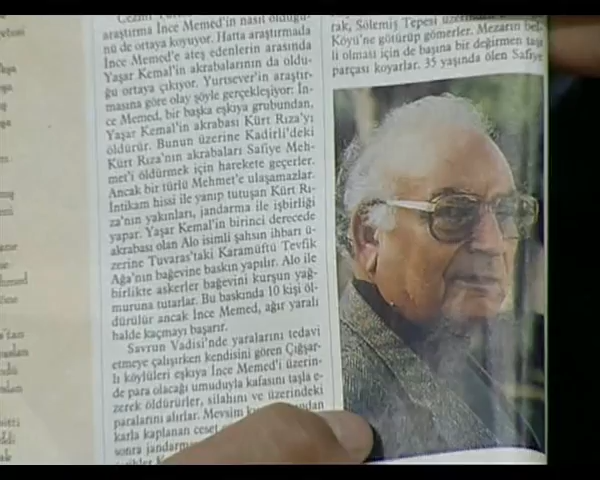 araştırma İnce Memed'in nasıl olduğu-
nu de ortaya koyuyor. Hatta araştırmada
İnce Memed'e ateş edenlerin arasında
Yaşar Kemal'in akrabalarının da oldu-
ğu ortaya çıkıyor. Yurtsever'in araştır-
masına göre olay şöyle gerçekleşiyor: İn-
ce Memed, bir başka eşkıya grubundan,
Yaşar Kemal'in akrabası Kürt Rıza'yı
öldürür. Bunun üzerine Kadirli'deki
Kürt Rıza'nın akrabaları Safiye Meh-
met'i öldürmek için harekete geçerler.
Ancak bir türlü Mehmet'e ulaşamazlar.
İntikam hissi ile yanıp tutuşan Kürt Rı-
za'nın yakınları, jandarma ile işbirliği
yapar. Yaşar Kemal'in birinci derecede
akrabası olan Alo isimli şahsın ihbarı ü-
zerine Tuvaras'taki Karamüftü Tevfik
Ağa'nın bağevine baskın yapılır. Alo ile
birlikte askerler bağevini kurşun yağ-
muruna tutarlar. Bu baskında 10 kişi öl-
dürülür ancak İnce Memed, ağır yaralı
halde kaçmayı başarır.
Savrun Vadisi'nde yaralarını tedavi
etmeye çalışırken kendisini gören Çığşar-
lı köylüleri eşkıya İnce Memed'i üzerin-
de para olacağı umuduyla kafasını taşla e-
zerek öldürürler, silahını ve üzerindeki
paralarını alırlar. Mevsim
karla kaplanan ceset
sonra
rak, Sölemiş Tepesi
Köyü'ne götürüp gömerler. Mezarın bel-
li olması için de başına bir değirmen taşı
parçası koyarlar. 35 yaşında ölen Safiye